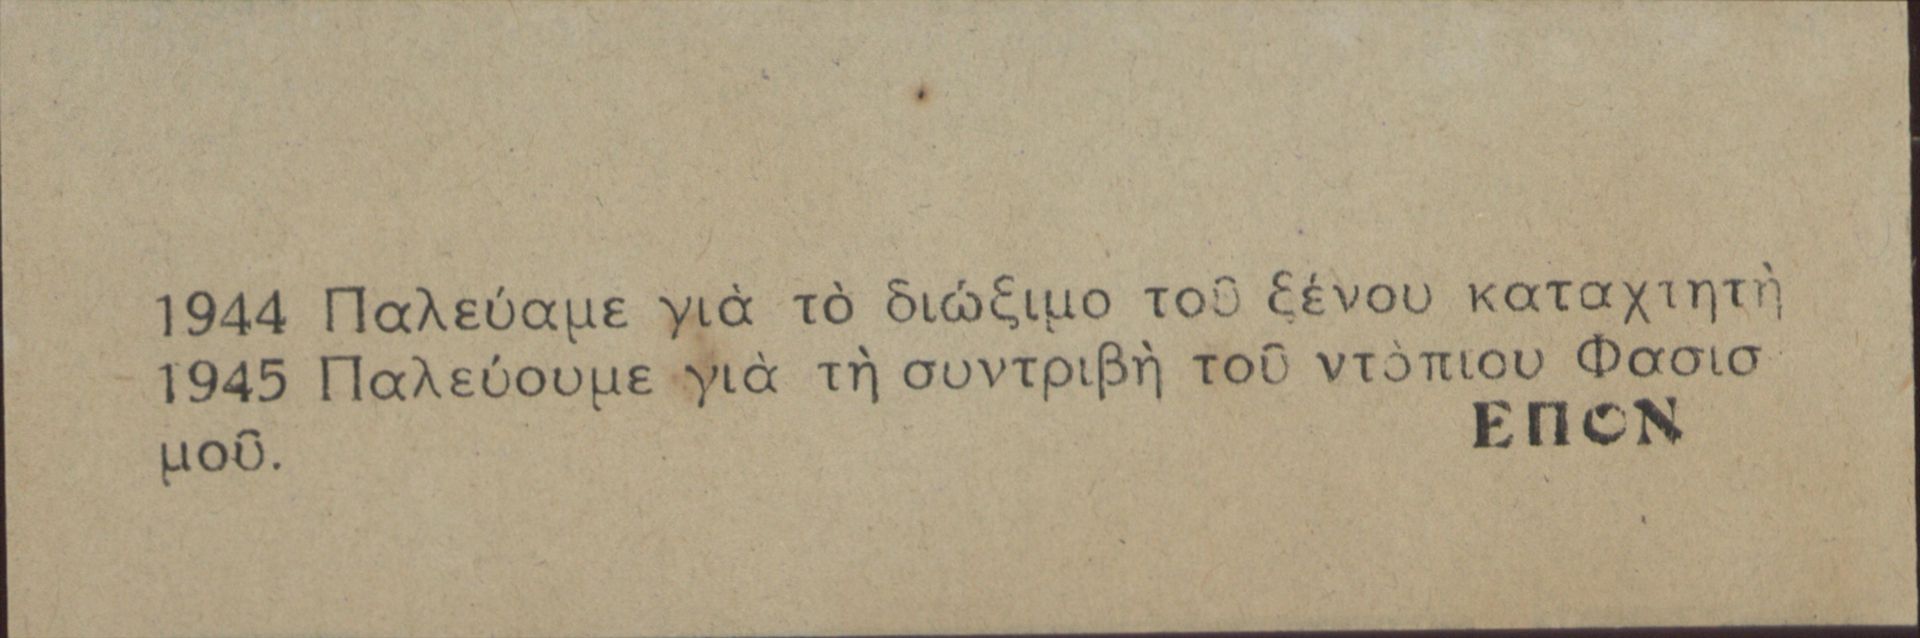 1944 Παλεύαμε γιὰ τὸ διώξιμο τοῦ ξένου καταχτητὴ
1945 Παλεύουμε γιὰ τὴ συντριβὴ τοῦ ντὸπιου Φασισ
μοῦ.
ΕΠΟΝ